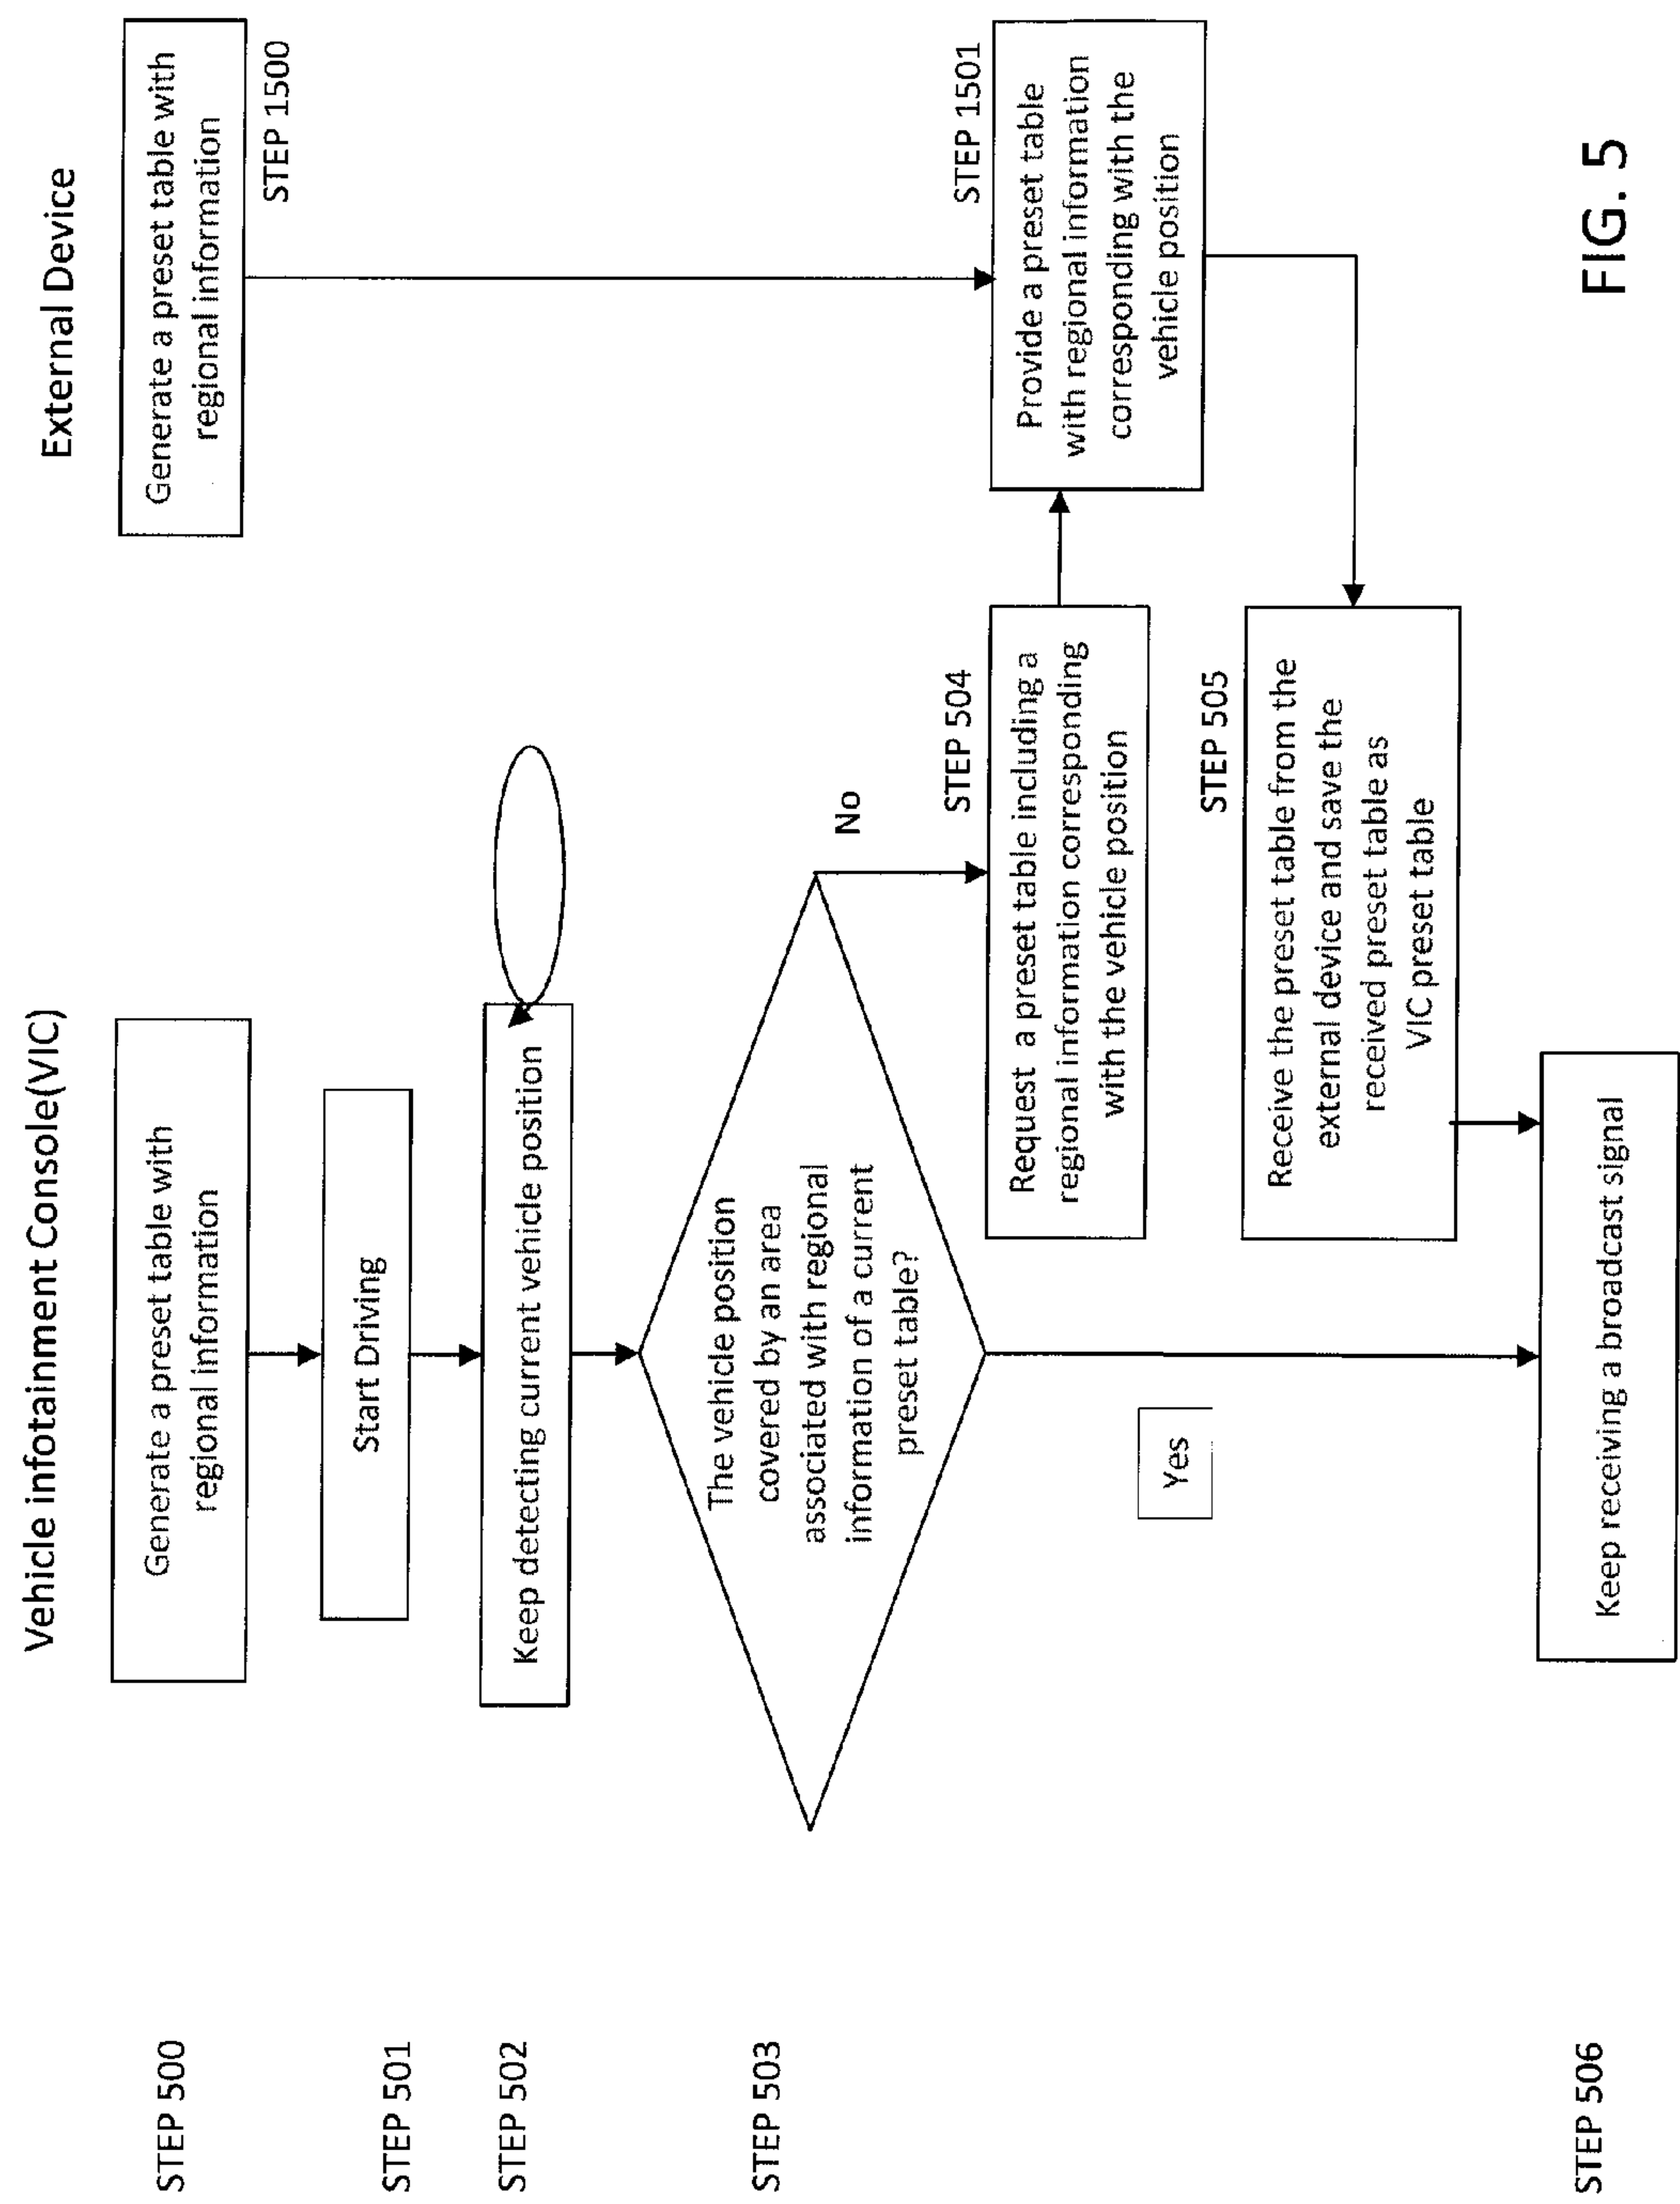 Vehicle infotainment Console(VIC)
External Device
STEP 500
Generate a preset table with
regional information
Generate a preset table with
regional information
STEP 1500
STEP 501
Start Driving
STEP 502
Keep detecting current vehicle position
STEP 503
The vehicle position
covered by an area
associated with regional
information of a current
preset table?
No
STEP 504
Request a preset table including a
regional information corresponding
with the vehicle position
STEP 1501
Provide a preset table
with regional information
corresponding with the
vehicle position
Yes
STEP 505
Receive the preset table from the
external device and save the
received preset table as
VIC preset table
STEP 506
Keep receiving a broadcast signal
FIG. 5